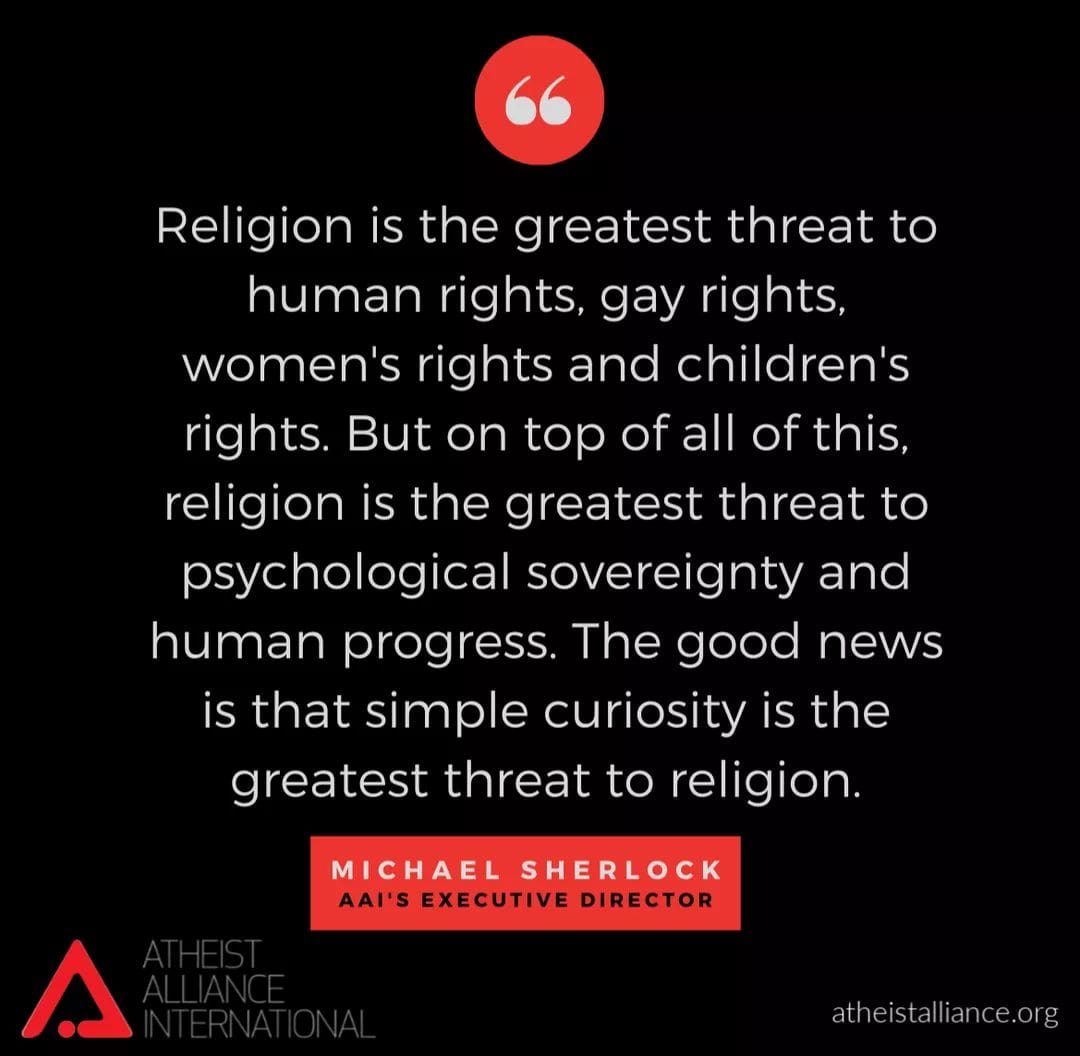 ❝
Religion is the greatest threat to
human rights, gay rights,
women's rights and children's
rights. But on top of all of this,
religion is the greatest threat to
psychological sovereignty and
human progress. The good news
is that simple curiosity is the
greatest threat to religion.
MICHAEL SHERLOCK
AAI'S EXECUTIVE DIRECTOR
ATHEIST
ALLIANCE
INTERNATIONAL
atheistalliance.org